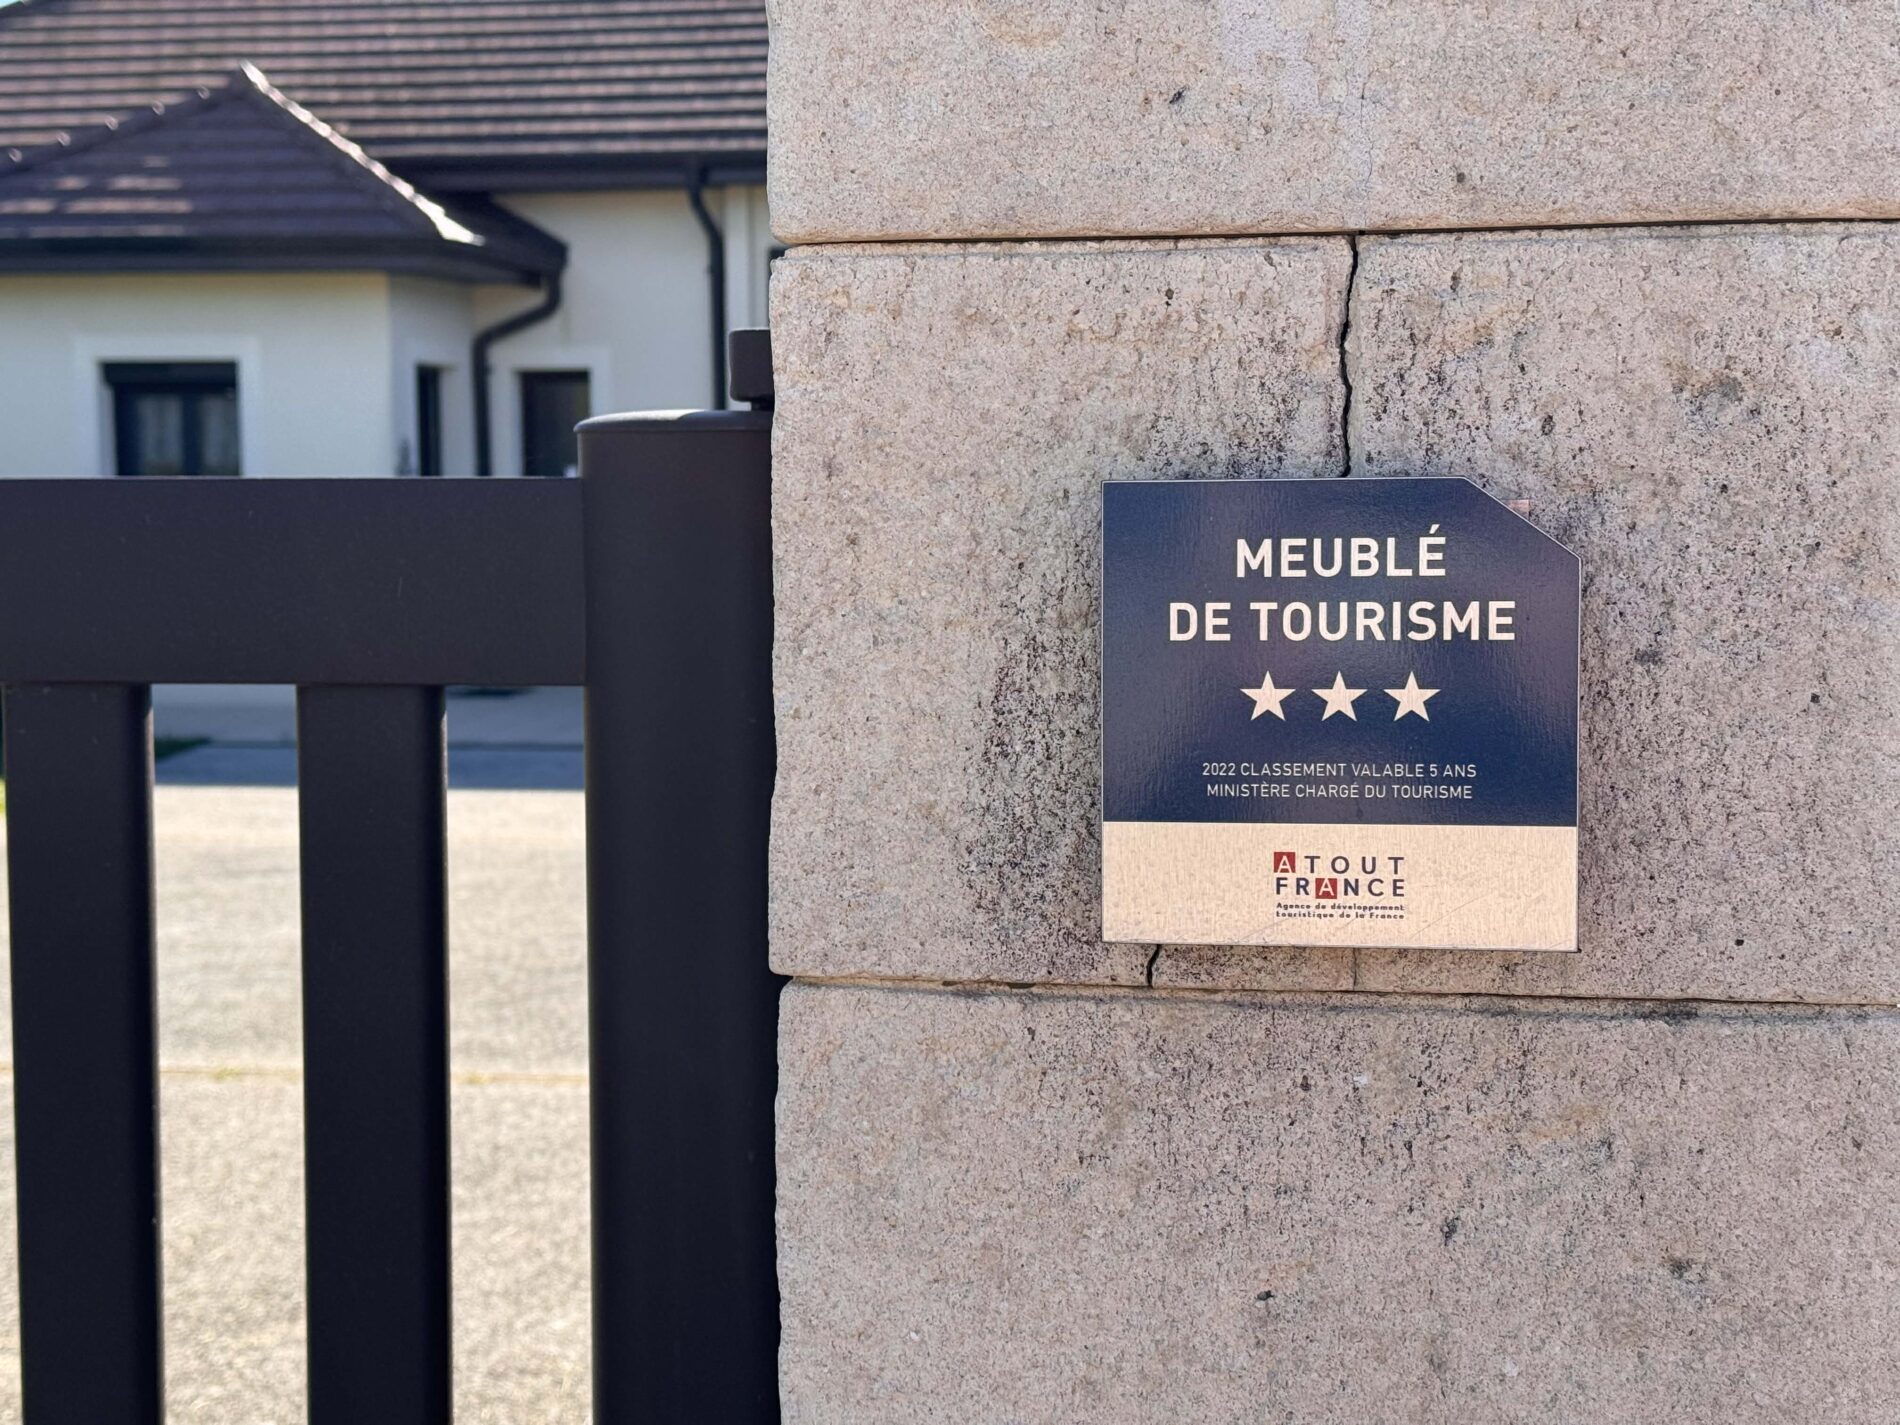 MEUBLÉ
DE TOURISME
2022 CLASSEMENT VALABLE 5 ANS
MINISTÈRE CHARGÉ DU TOURISME
ATOUT
FRANCE
Agence de développement
touristique de la France